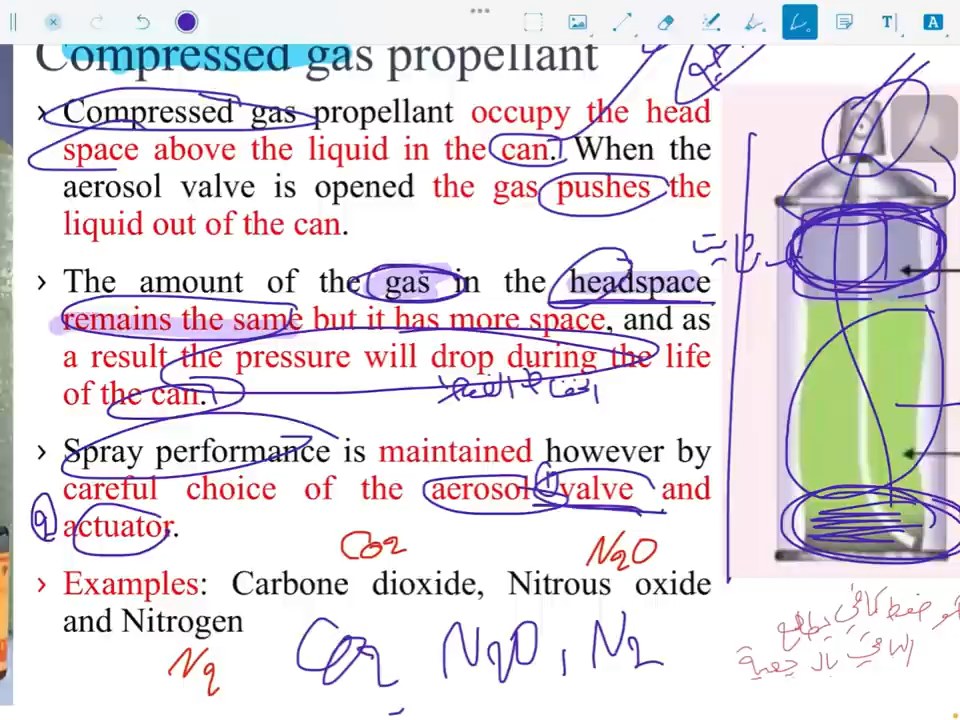 Compressed gas propellant
› Compressed gas propellant occupy the head
space above the liquid in the can. When the
aerosol valve is opened the gas pushes the
liquid out of the can.
› The amount of the gas in the headspace
remains the same but it has more space, and as
a result the pressure will drop during the life
of the can.
› Spray performance is maintained however by
careful choice of the aerosol valve and
actuator.
CO2 N2O
› Examples: Carbone dioxide, Nitrous oxide
and Nitrogen
N2
CO2 N2O, N2